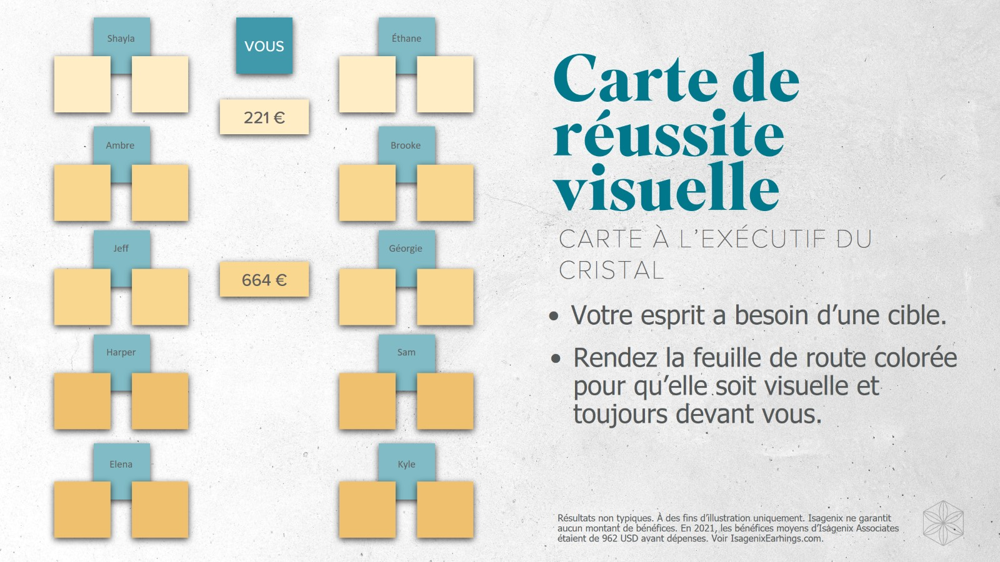 Shayla
VOUS
Éthane
221 €
Ambre
Brooke
Jeff
Géorgie
664 €
Harper
Sam
Elena
Kyle
Carte de
réussite
visuelle
CARTE À L’EXÉCUTIF DU
CRISTAL
• Votre esprit a besoin d’une cible.
• Rendez la feuille de route colorée
pour qu’elle soit visuelle et
toujours devant vous.
Résultats non typiques. À des fins d’illustration uniquement. Isagenix ne garantit
aucun montant de bénéfices. En 2021, les bénéfices moyens d’Isagenix Associates
étaient de 962 USD avant dépenses. Voir IsagenixEarhings.com.